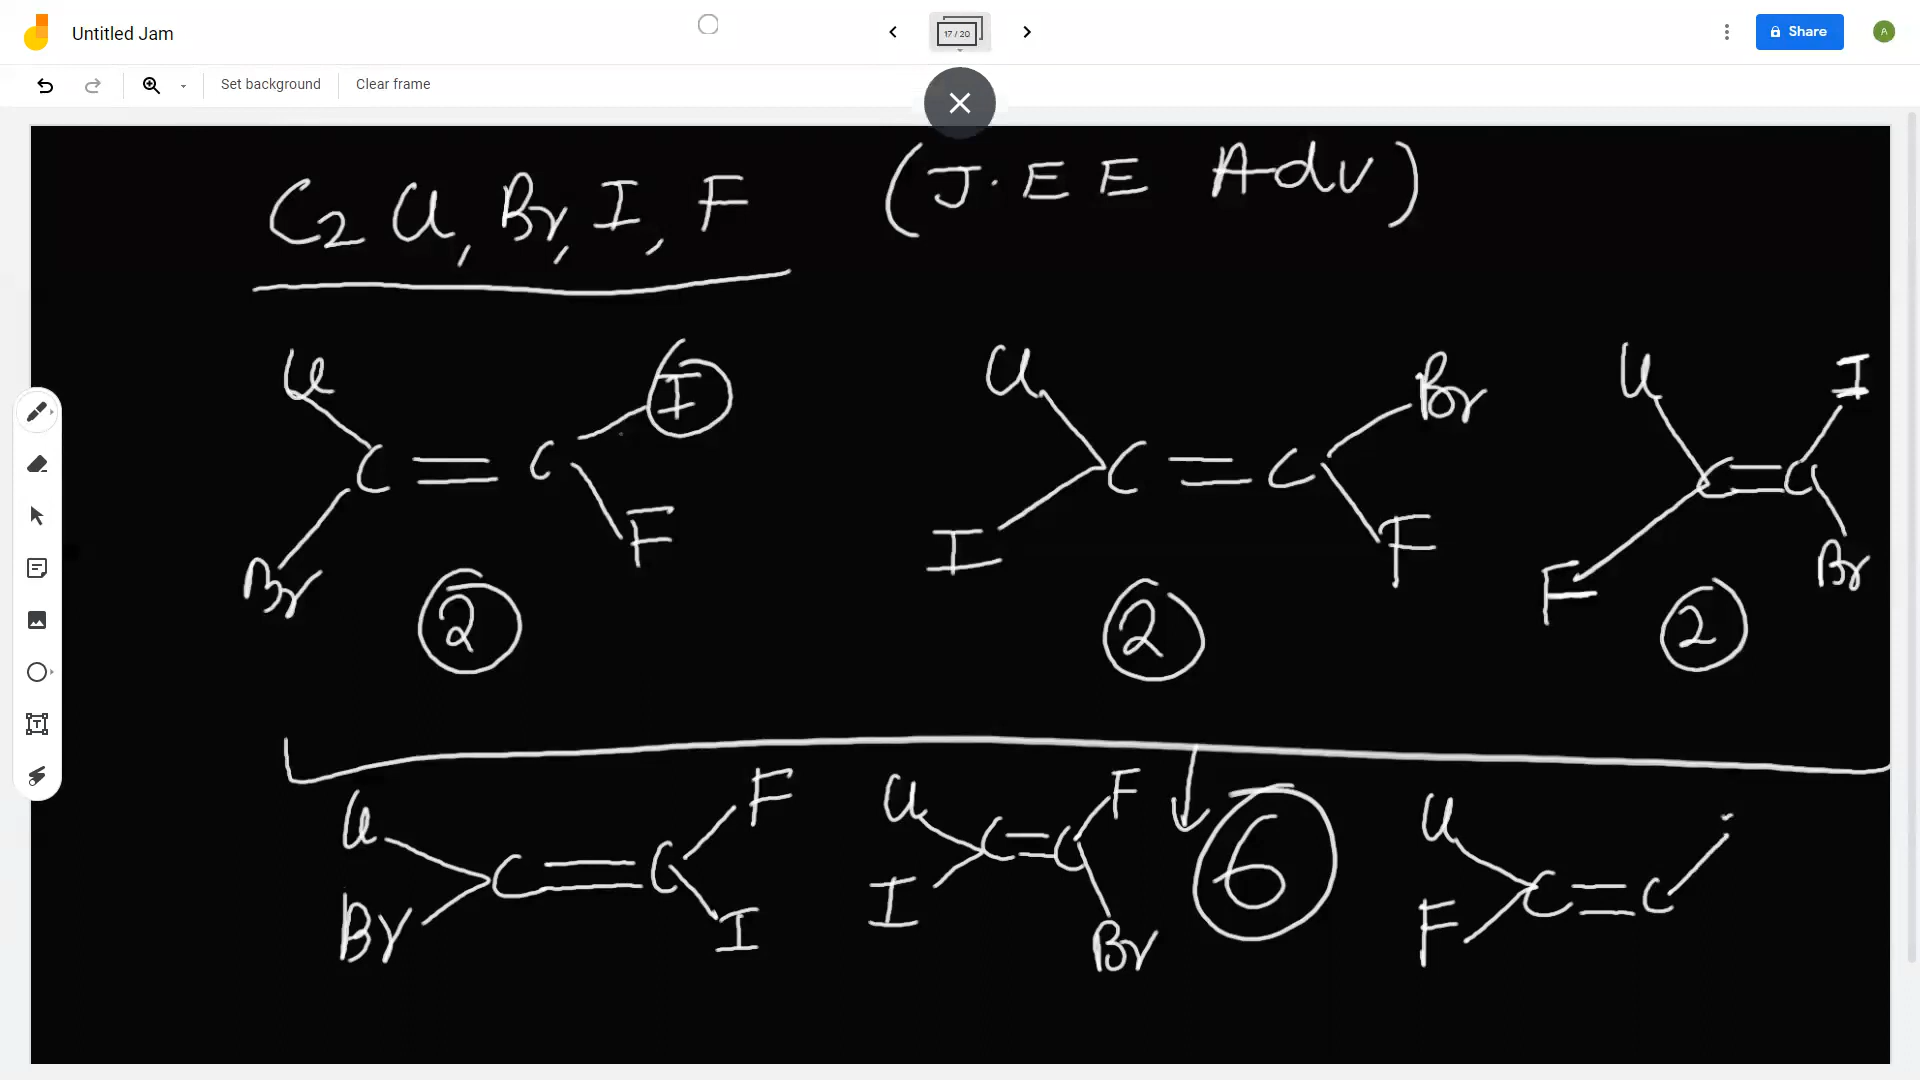 Untitled Jam
17 / 20
Share
A
Set background
Clear frame
C2 Cl, Br, I, F (J.EE Adv)
Cl I Cl Br Cl I
C = C C = C C = C
Br F I F F Br
2 2 2
Cl F Cl F Cl
C = C C = C 6 C = C
Br I I Br F
T